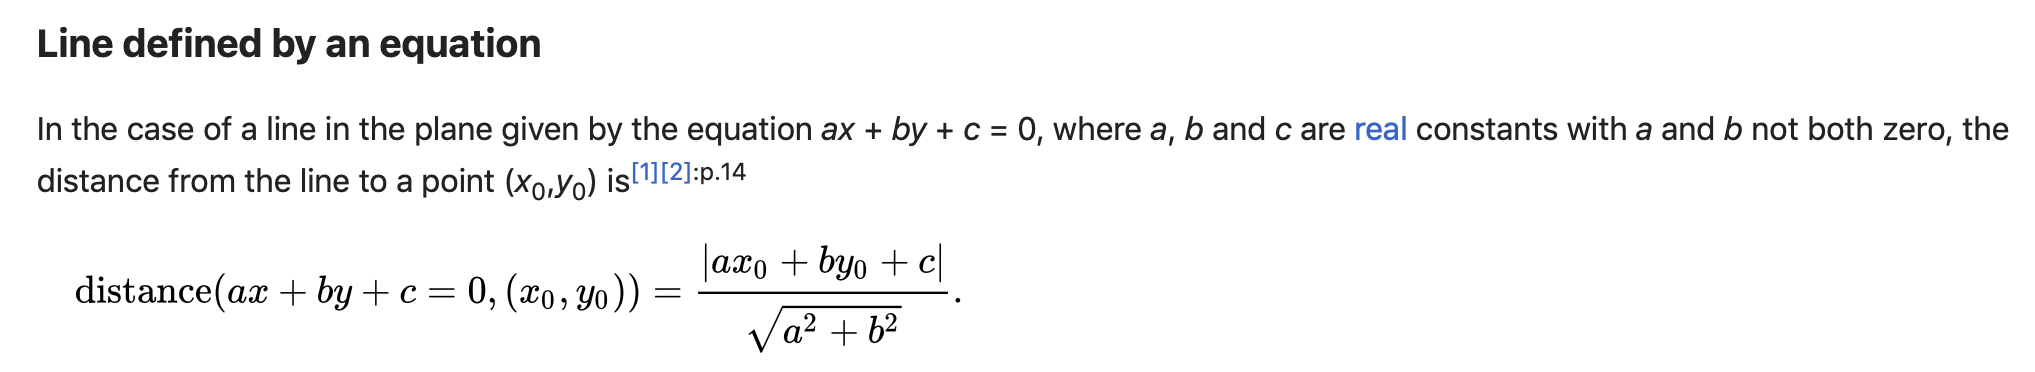 Line defined by an equation
In the case of a line in the plane given by the equation ax + by + c = 0, where a, b and c are real constants with a and b not both zero, the
distance from the line to a point (x₀,y₀) is[1][2]:p.14
distance(ax + by + c = 0, (x₀, y₀)) = |ax₀ + by₀ + c| / √(a² + b²).